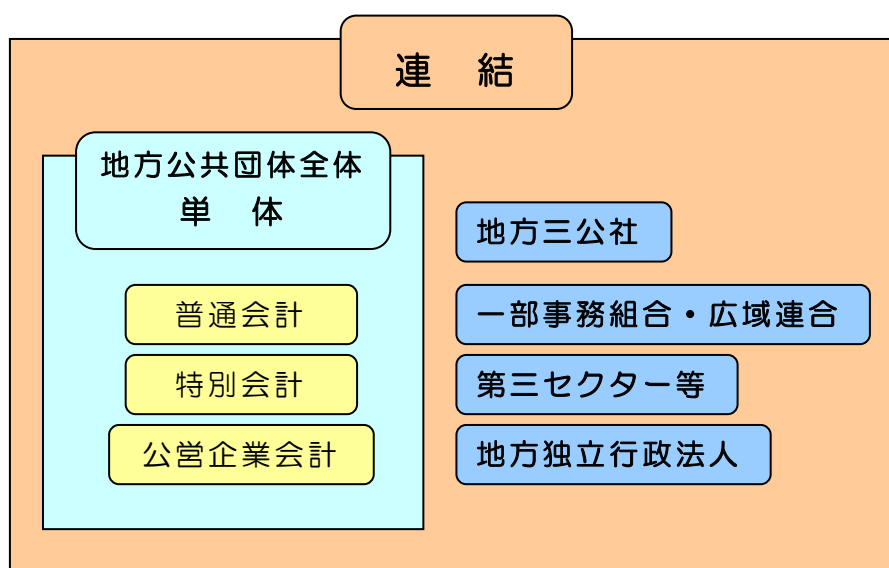 連　結
地方公共団体全体
単　体
普通会計
特別会計
公営企業会計
地方三公社
一部事務組合・広域連合
第三セクター等
地方独立行政法人